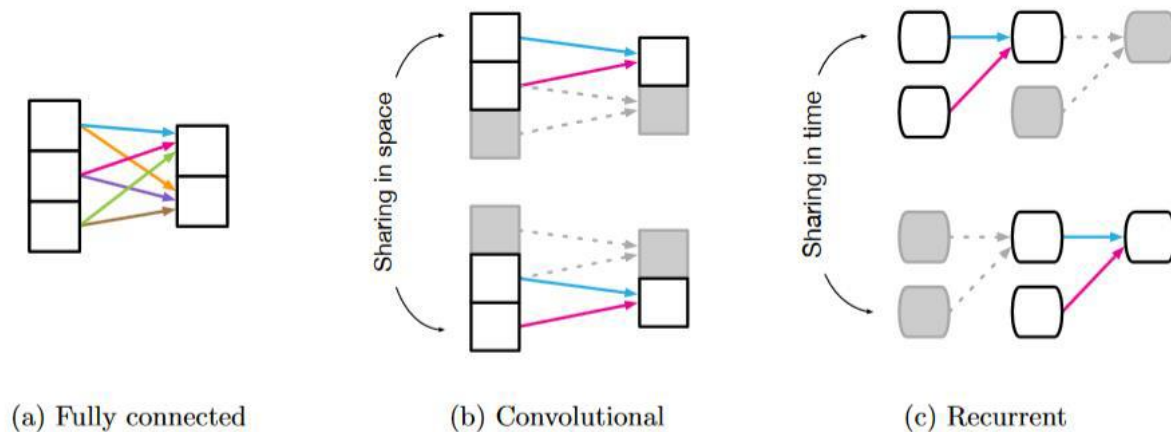 Sharing in space
Sharing in time
(a) Fully connected
(b) Convolutional
(c) Recurrent